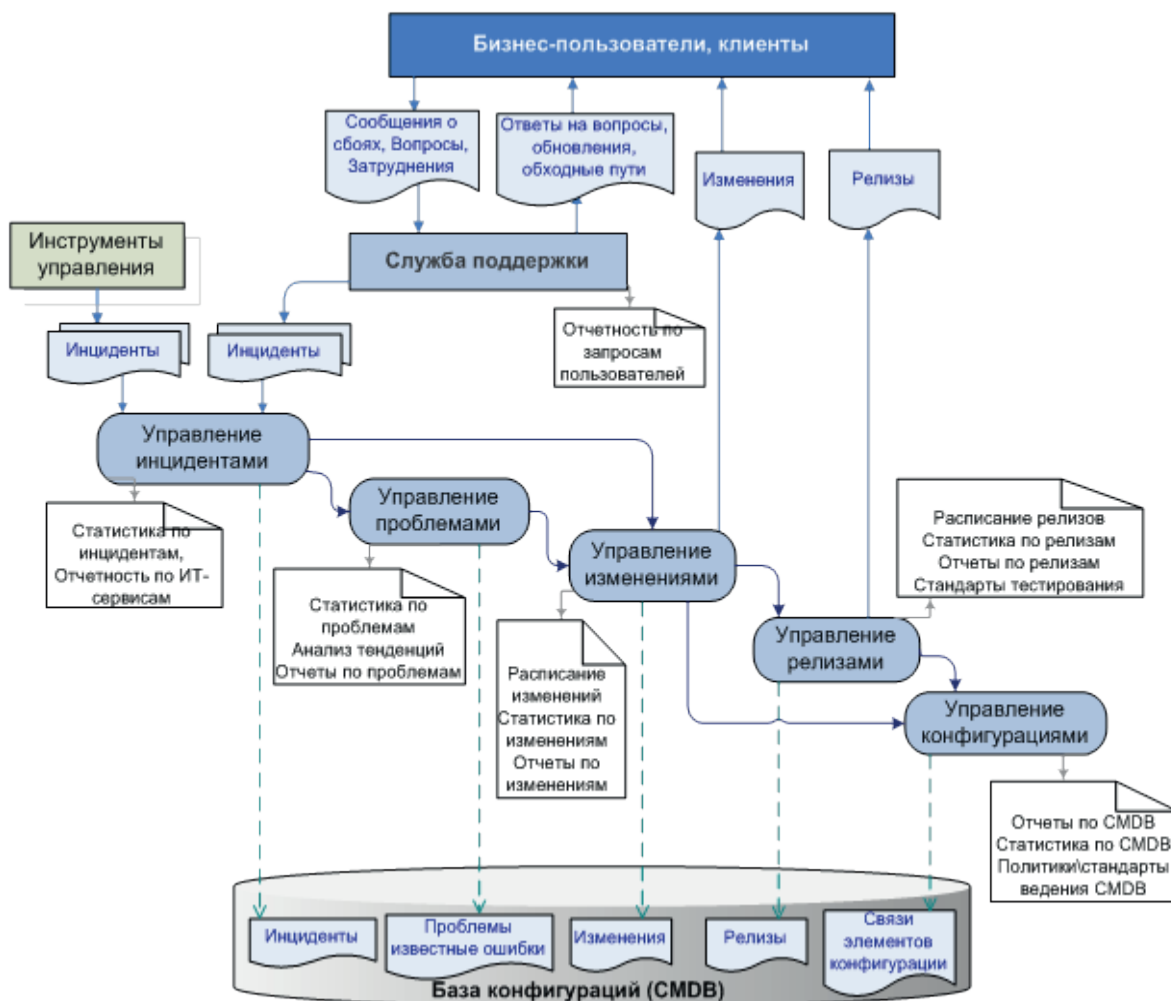 Бизнес-пользователи, клиенты
Сообщения о
сбоях, Вопросы,
Затруднения
Ответы на вопросы,
обновления,
обходные пути
Изменения
Релизы
Инструменты
управления
Служба поддержки
Инциденты
Инциденты
Отчетность по
запросам
пользователей
Управление
инцидентами
Статистика по
инцидентам,
Отчетность по ИТ-
сервисам
Управление
проблемами
Статистика по
проблемам
Анализ тенденций
Отчеты по проблемам
Управление
изменениями
Расписание
изменений
Статистика по
изменениям
Отчеты по
изменениям
Расписание релизов
Статистика по релизам
Отчеты по релизам
Стандарты тестирования
Управление
релизами
Управление
конфигурациями
Отчеты по CMDB
Статистика по CMDB
Политики\стандарты
ведения CMDB
Инциденты
Проблемы
известные ошибки
Изменения
Релизы
Связи
элементов
конфигурации
База конфигураций (CMDB)